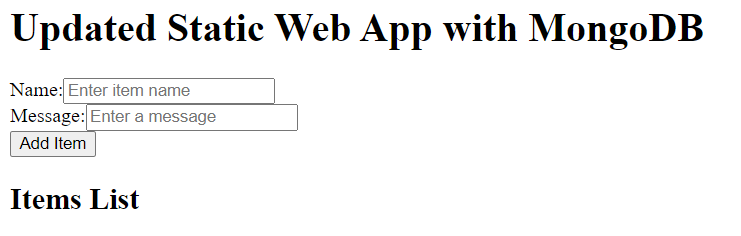 Updated Static Web App with MongoDB
Name: Enter item name
Message: Enter a message
Add Item
Items List